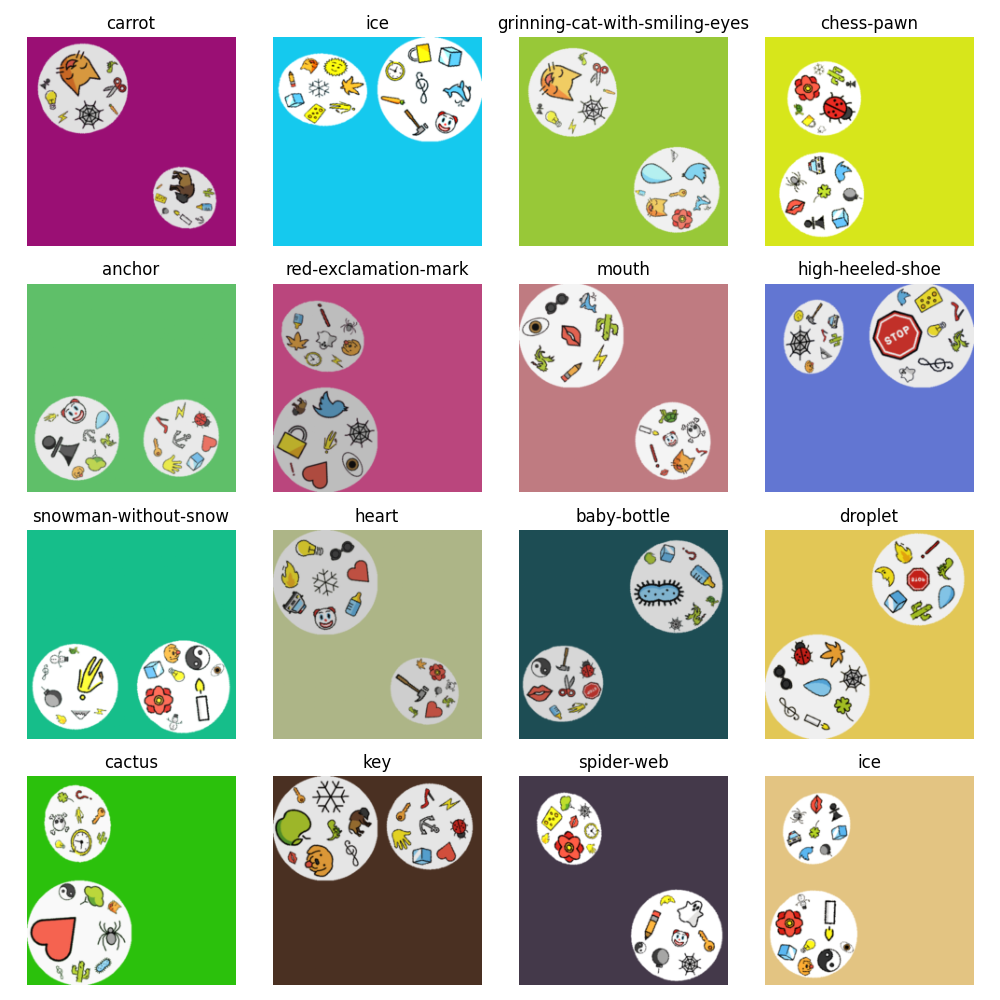 carrot
ice
grinning-cat-with-smiling-eyes
chess-pawn
anchor
red-exclamation-mark
mouth
high-heeled-shoe
STOP
snowman-without-snow
heart
baby-bottle
droplet
STOP
STOP
cactus
key
spider-web
ice